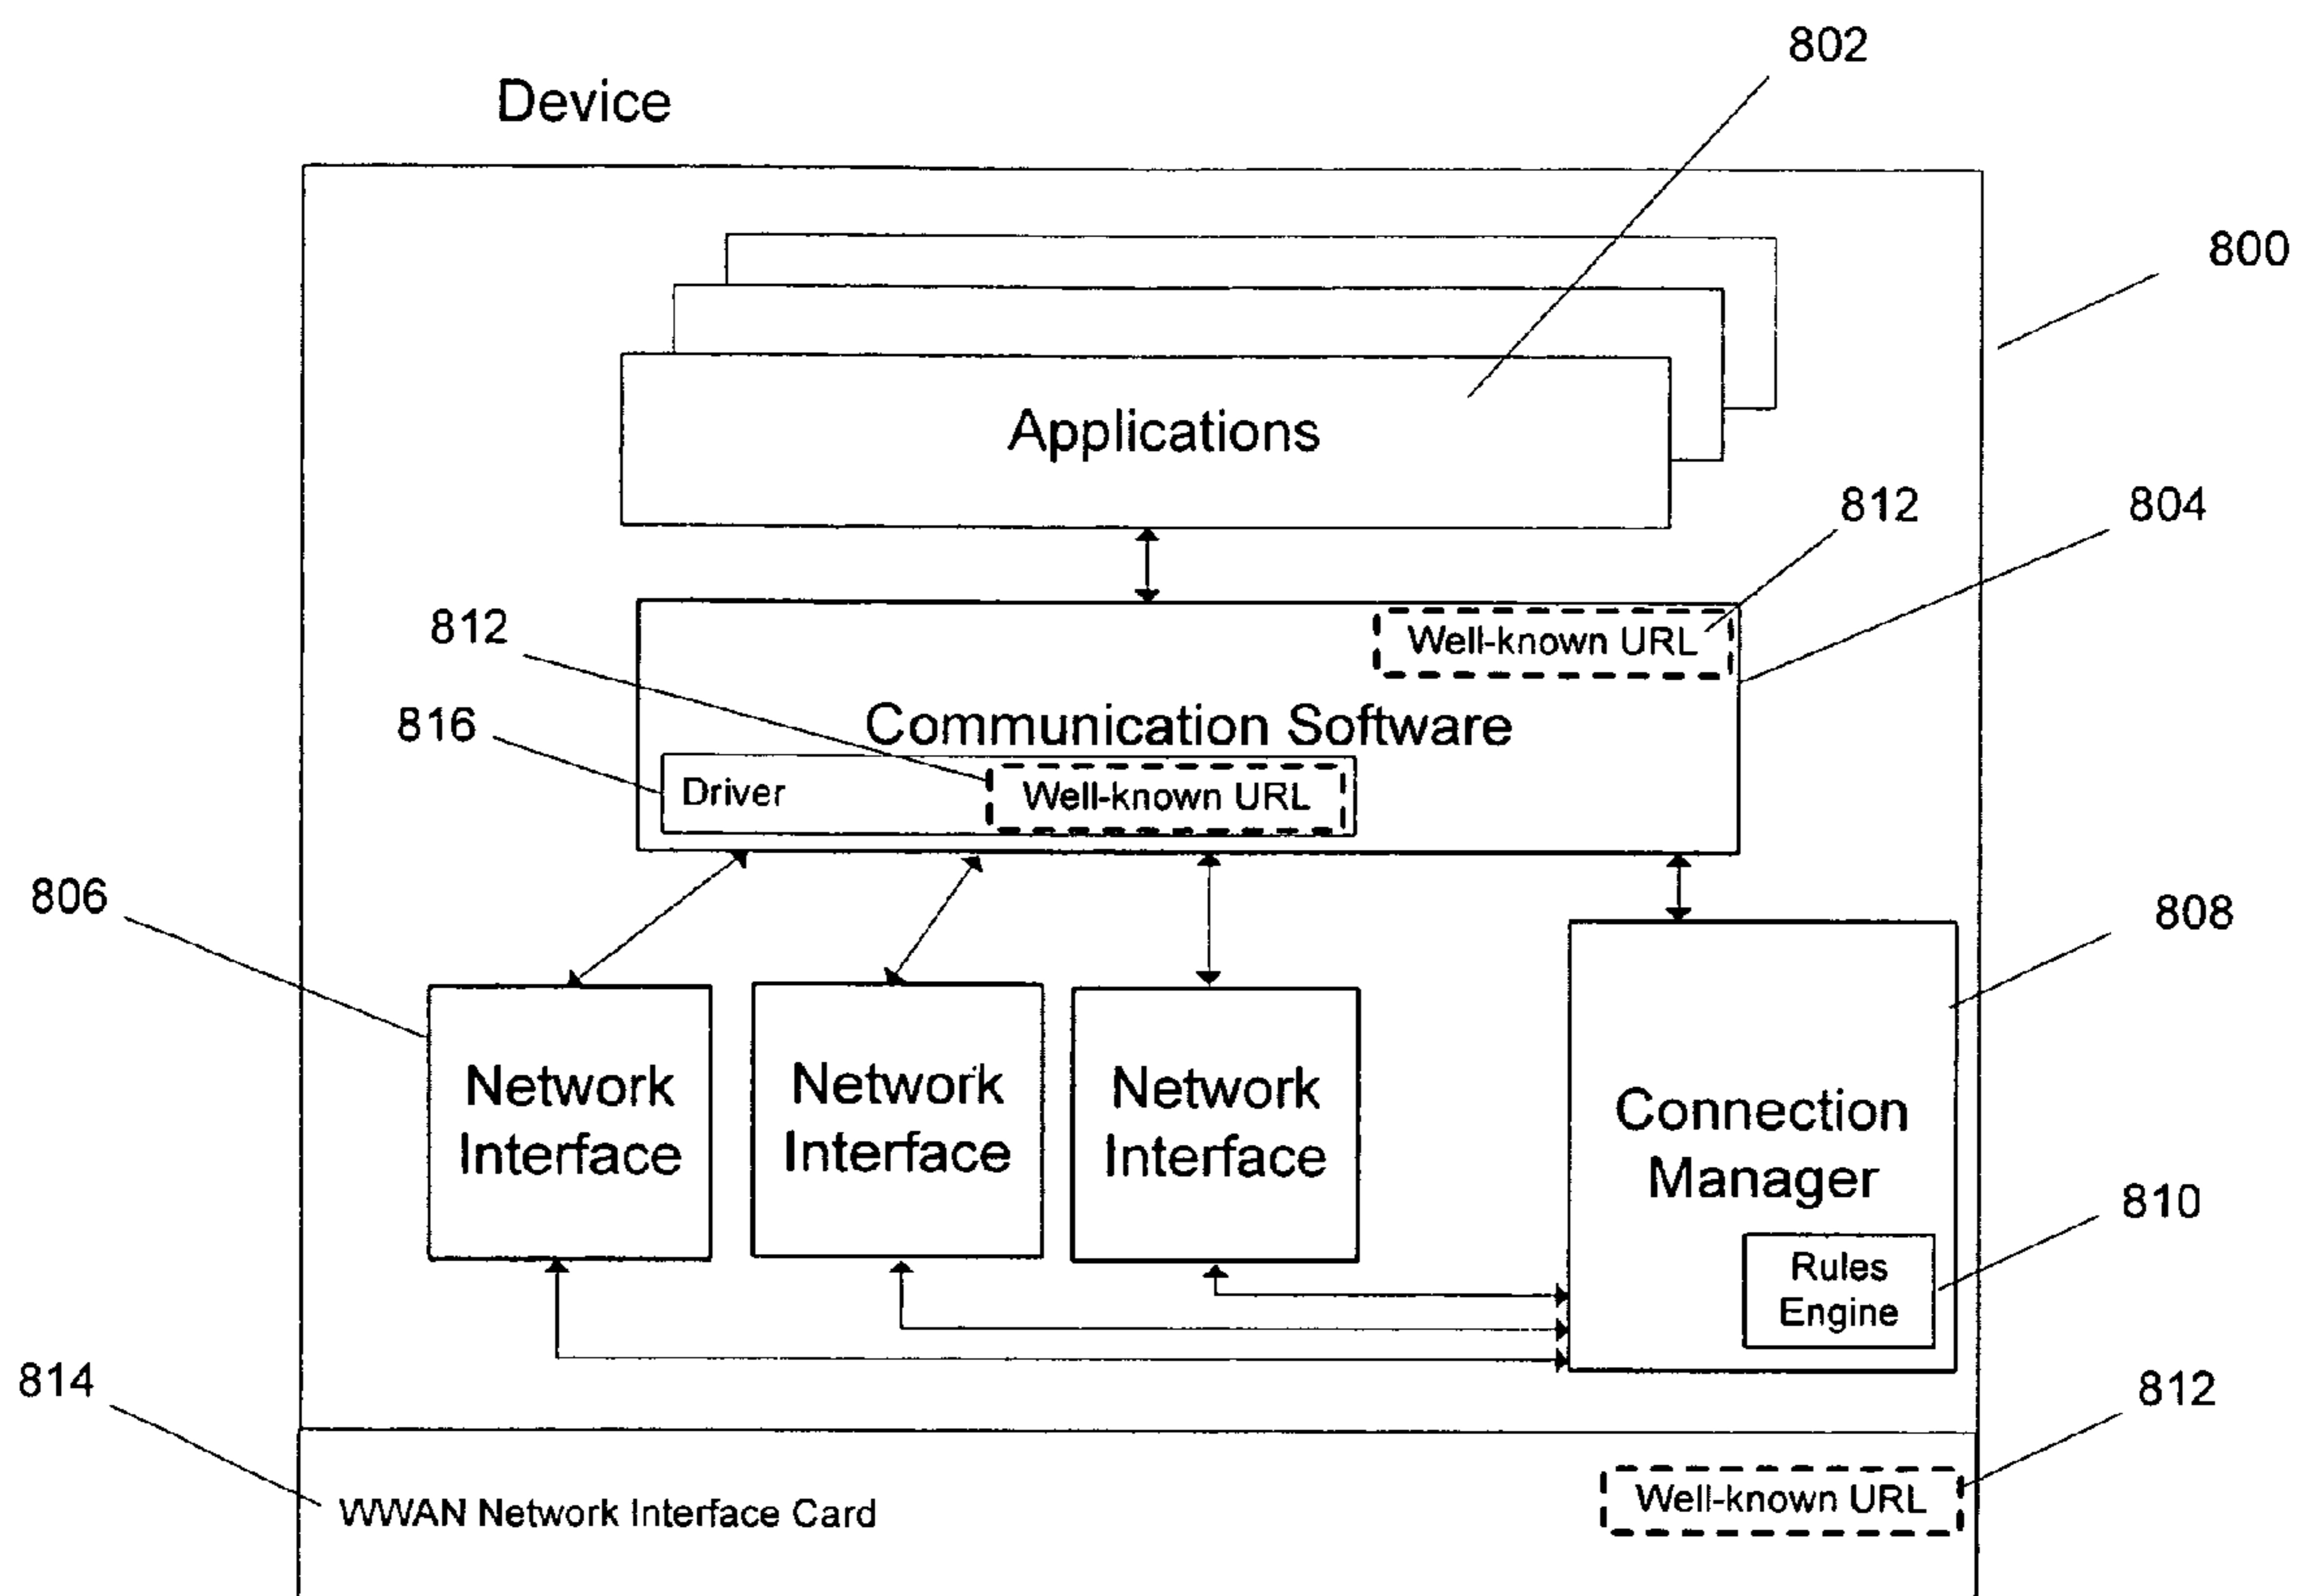 802
Device
800
Applications
812
804
812
Well-known URL
816
Communication Software
Driver
Well-known URL
806
808
Network
Interface
Network
Interface
Network
Interface
Connection
Manager
810
Rules
Engine
814
812
WWAN Network Interface Card
Well-known URL